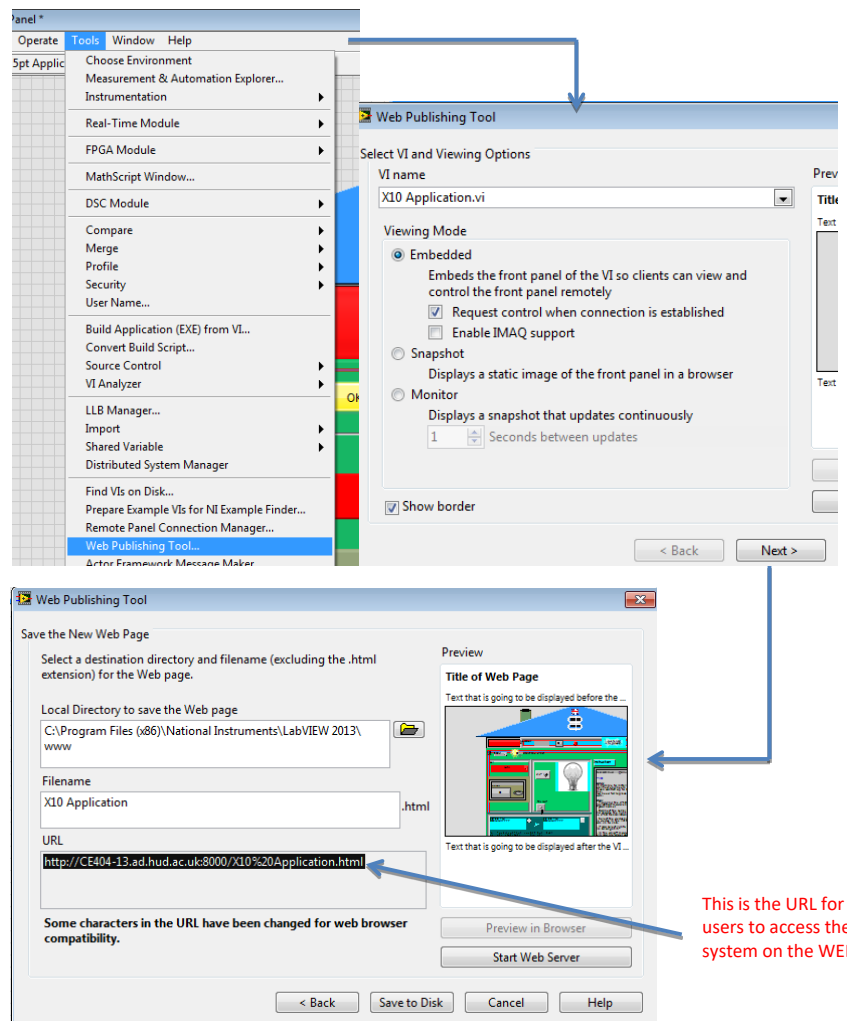 Panel *
Operate Tools Window Help
5pt Applic
Choose Environment
Measurement & Automation Explorer...
Instrumentation
Real-Time Module
FPGA Module
MathScript Window...
DSC Module
Compare
Merge
Profile
Security
User Name...
Build Application (EXE) from VI...
Convert Build Script...
Source Control
VI Analyzer
LLB Manager...
Import
Shared Variable
Distributed System Manager
Find VIs on Disk...
Prepare Example VIs for NI Example Finder...
Remote Panel Connection Manager...
Web Publishing Tool...
Actor Framework Message Maker
OK
Web Publishing Tool
Select VI and Viewing Options
VI name
X10 Application.vi
Viewing Mode
Embedded
Embeds the front panel of the VI so clients can view and
control the front panel remotely
Request control when connection is established
Enable IMAQ support
Snapshot
Displays a static image of the front panel in a browser
Monitor
Displays a snapshot that updates continuously
1 Seconds between updates
Show border
Prev
Title
Text
Text
< Back Next >
Web Publishing Tool
Save the New Web Page
Select a destination directory and filename (excluding the .html
extension) for the Web page.
Local Directory to save the Web page
C:\Program Files (x86)\National Instruments\LabVIEW 2013\
www
Filename
X10 Application .html
URL
http://CE404-13.ad.hud.ac.uk:8000/X10%20Application.html
Some characters in the URL have been changed for web browser
compatibility.
Preview
Title of Web Page
Text that is going to be displayed before the ...
Text that is going to be displayed after the VI ...
Preview in Browser
Start Web Server
< Back Save to Disk Cancel Help
This is the URL for
users to access the
system on the WEB